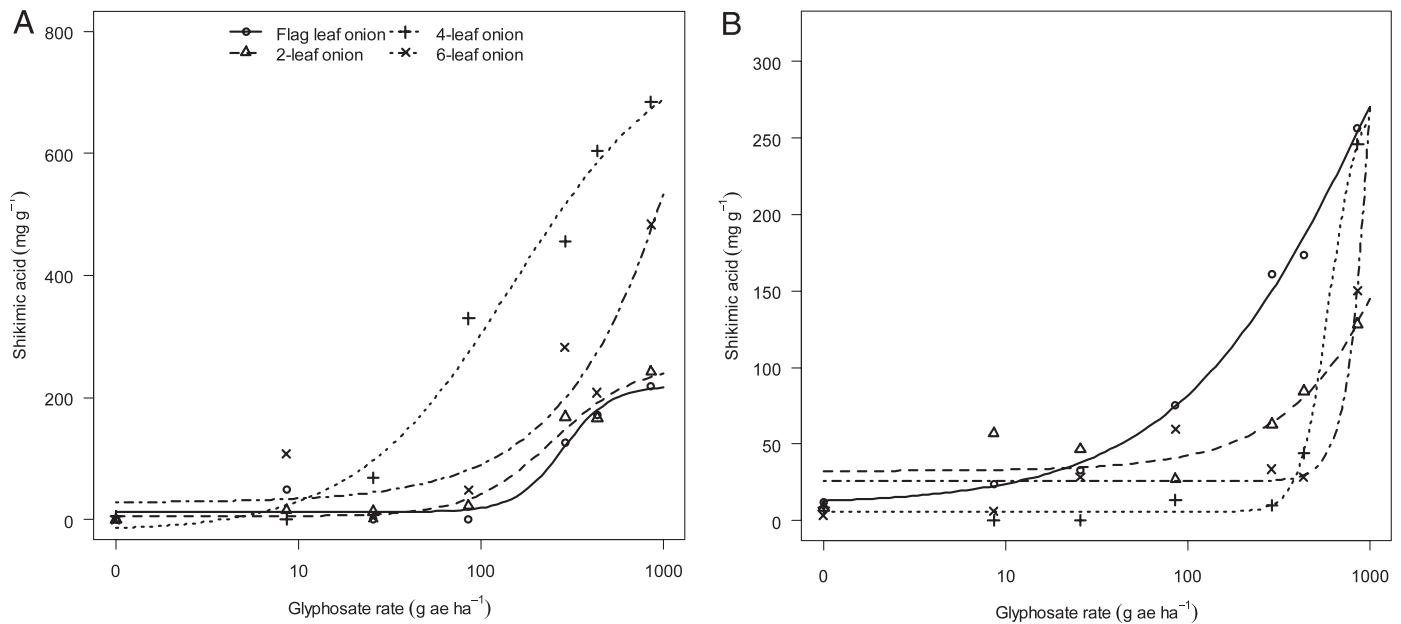 A
800
600
400
200
0
Shikimic acid (mg g⁻¹)
Flag leaf onion
4-leaf onion
2-leaf onion
6-leaf onion
0 10 100 1000
Glyphosate rate (g ae ha⁻¹)
B
300
250
200
150
100
50
0
Shikimic acid (mg g⁻¹)
0 10 100 1000
Glyphosate rate (g ae ha⁻¹)